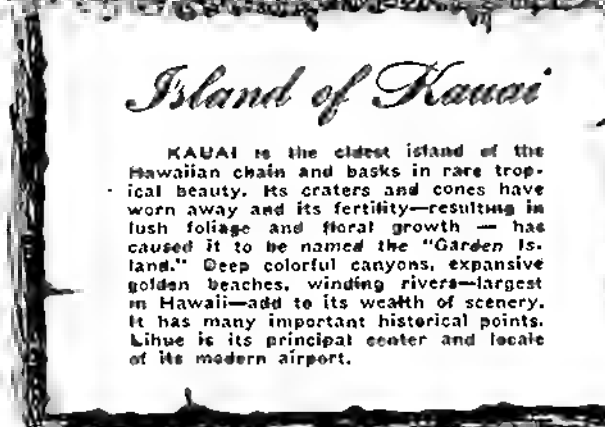 Island of Kauai
KAUAI is the oldest island of the
Hawaiian chain and basks in rare trop-
ical beauty. Its craters and cones have
worn away and its fertility—resulting in
lush foliage and floral growth — has
caused it to be named the "Garden Is-
land." Deep colorful canyons, expansive
golden beaches, winding rivers—largest
in Hawaii—add to its wealth of scenery.
It has many important historical points.
Lihue is its principal center and locale
of its modern airport.